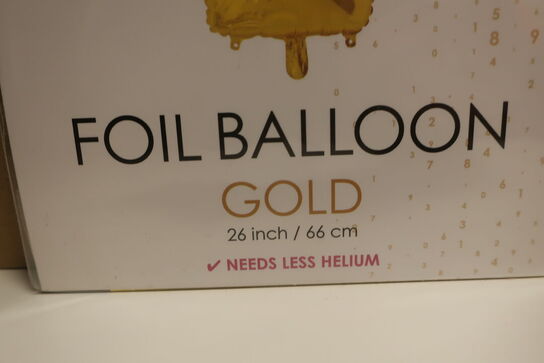 FOIL BALLOON
GOLD
26 inch / 66 cm
✓ NEEDS LESS HELIUM